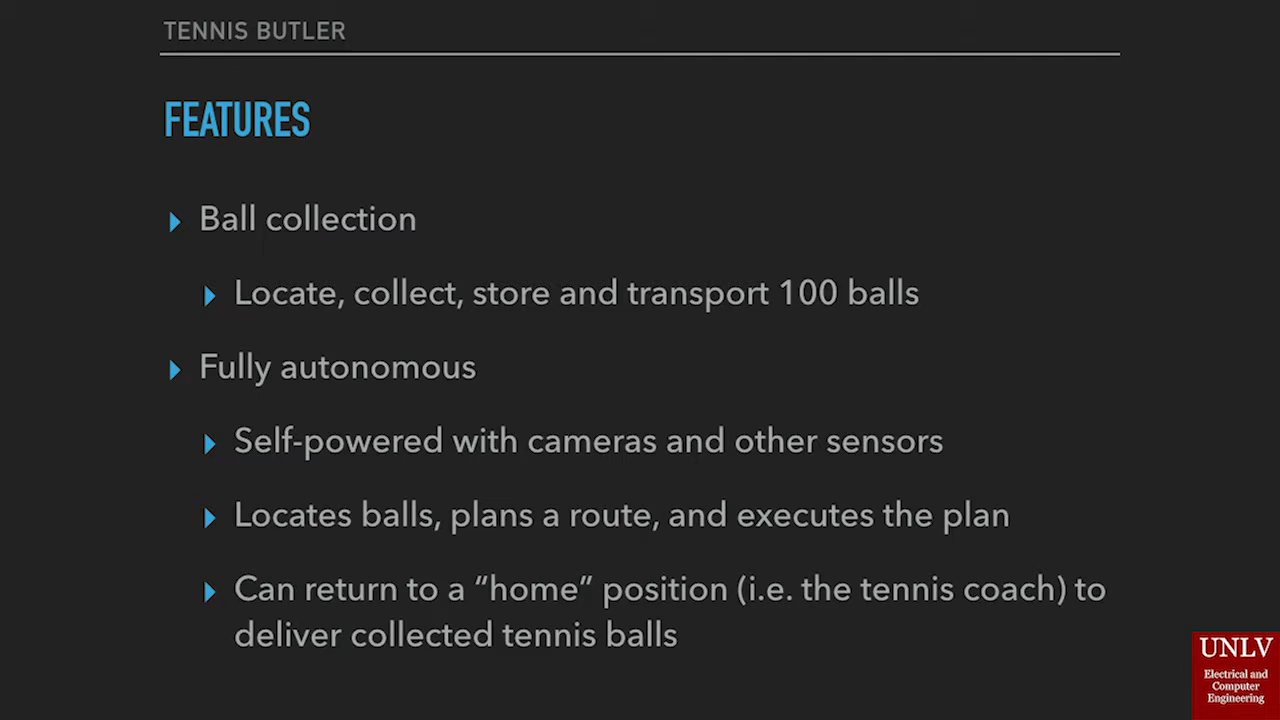 TENNIS BUTLER
FEATURES
Ball collection
Locate, collect, store and transport 100 balls
Fully autonomous
Self-powered with cameras and other sensors
Locates balls, plans a route, and executes the plan
Can return to a “home” position (i.e. the tennis coach) to
deliver collected tennis balls
UNLV
Electrical and
Computer
Engineering